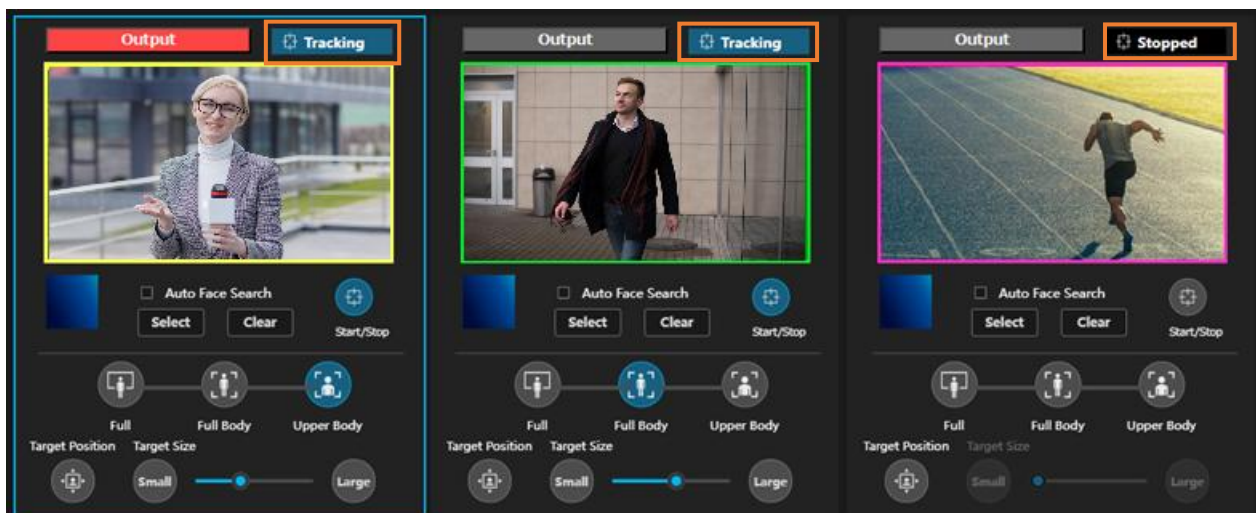 Output Tracking
Auto Face Search
Select Clear
Start/Stop
Full Full Body Upper Body
Target Position Target Size
Small Large
Output Tracking
Auto Face Search
Select Clear
Start/Stop
Full Full Body Upper Body
Target Position Target Size
Small Large
Output Stopped
Auto Face Search
Select Clear
Start/Stop
Full Full Body Upper Body
Target Position Target Size
Small Large